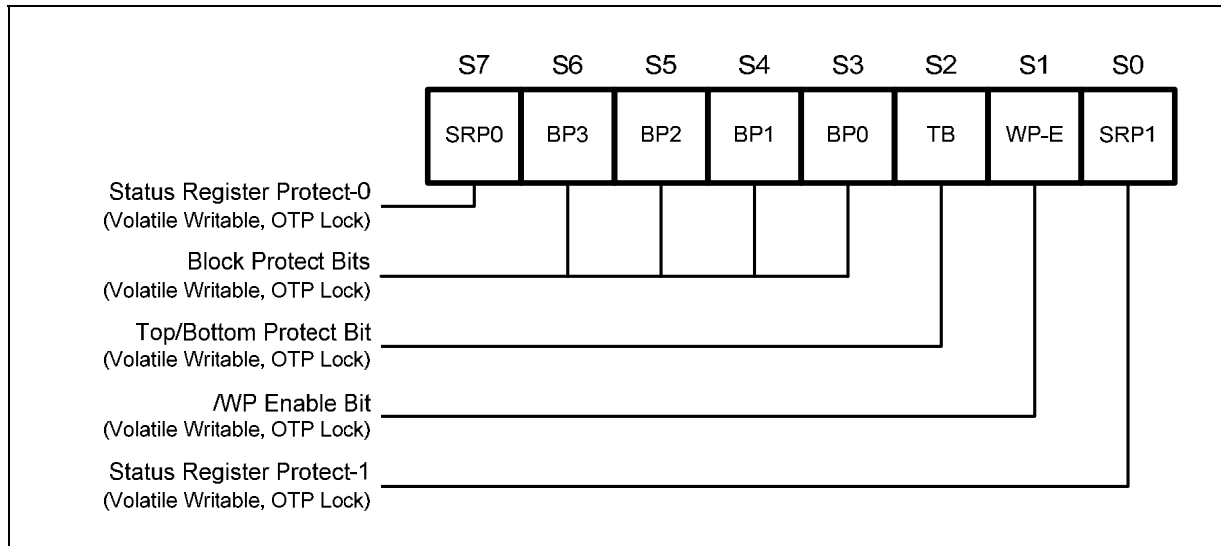 S7 S6 S5 S4 S3 S2 S1 S0
SRP0 BP3 BP2 BP1 BP0 TB WP-E SRP1
Status Register Protect-0
(Volatile Writable, OTP Lock)
Block Protect Bits
(Volatile Writable, OTP Lock)
Top/Bottom Protect Bit
(Volatile Writable, OTP Lock)
/WP Enable Bit
(Volatile Writable, OTP Lock)
Status Register Protect-1
(Volatile Writable, OTP Lock)